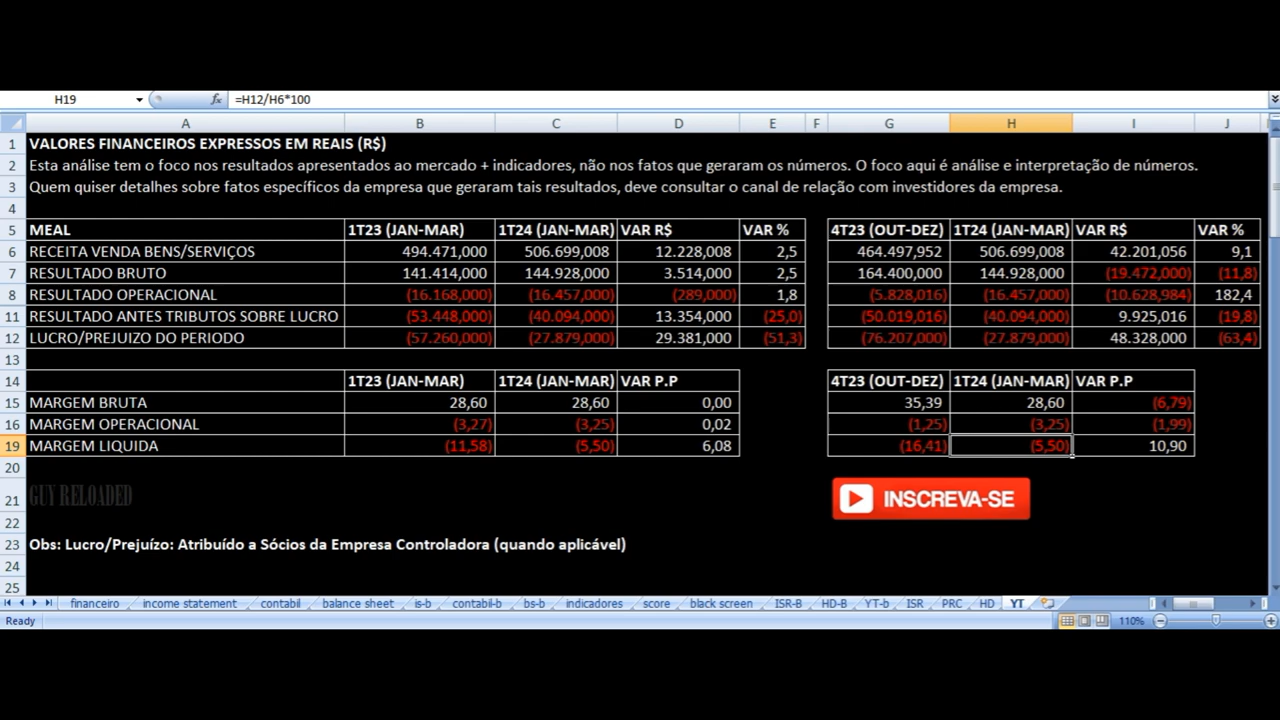 H19 fx =H12/H6*100
A B C D E F G H I J
1 VALORES FINANCEIROS EXPRESSOS EM REAIS (R$)
2 Esta análise tem o foco nos resultados apresentados ao mercado + indicadores, não nos fatos que geraram os números. O foco aqui é análise e interpretação de números.
3 Quem quiser detalhes sobre fatos específicos da empresa que geraram tais resultados, deve consultar o canal de relação com investidores da empresa.
4
5 MEAL 1T23 (JAN-MAR) 1T24 (JAN-MAR) VAR R$ VAR % 4T23 (OUT-DEZ) 1T24 (JAN-MAR) VAR R$ VAR %
6 RECEITA VENDA BENS/SERVIÇOS 494.471,000 506.699,008 12.228,008 2,5 464.497,952 506.699,008 42.201,056 9,1
7 RESULTADO BRUTO 141.414,000 144.928,000 3.514,000 2,5 164.400,000 144.928,000 (19.472,000) (11,8)
8 RESULTADO OPERACIONAL (16.168,000) (16.457,000) (289,000) 1,8 (5.828,016) (16.457,000) (10.628,984) 182,4
11 RESULTADO ANTES TRIBUTOS SOBRE LUCRO (53.448,000) (40.094,000) 13.354,000 (25,0) (50.019,016) (40.094,000) 9.925,016 (19,8)
12 LUCRO/PREJUIZO DO PERIODO (57.260,000) (27.879,000) 29.381,000 (51,3) (76.207,000) (27.879,000) 48.328,000 (63,4)
13
14 1T23 (JAN-MAR) 1T24 (JAN-MAR) VAR P.P 4T23 (OUT-DEZ) 1T24 (JAN-MAR) VAR P.P
15 MARGEM BRUTA 28,60 28,60 0,00 35,39 28,60 (6,79)
16 MARGEM OPERACIONAL (3,27) (3,25) 0,02 (1,25) (3,25) (1,99)
19 MARGEM LIQUIDA (11,58) (5,50) 6,08 (16,41) (5,50) 10,90
20
21 GUY RELOADED INSCREVA-SE
22
23 Obs: Lucro/Prejuízo: Atribuído a Sócios da Empresa Controladora (quando aplicável)
24
25
financeiro income statement contabil balance sheet is-b contabil-b bs-b indicadores score black screen ISR-B HD-B YT-b ISR PRC HD YT
Ready 110%